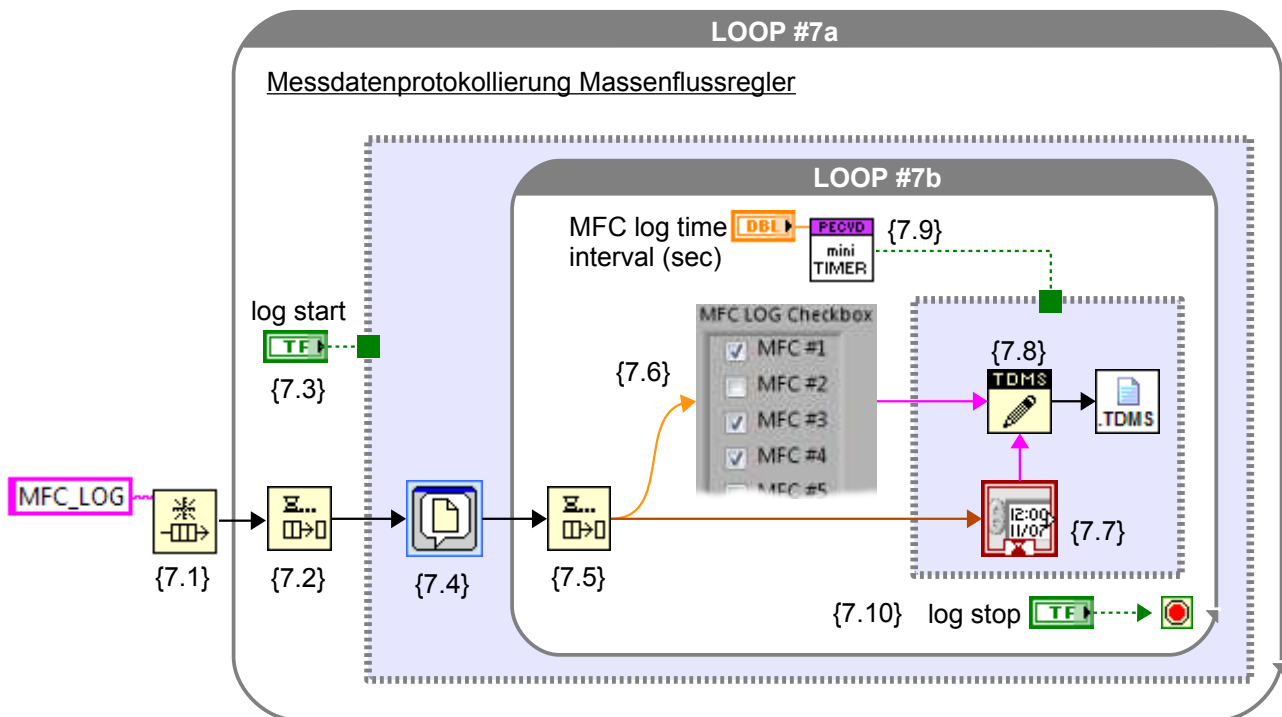 LOOP #7a
Messdatenprotokollierung Massenflussregler
LOOP #7b
MFC log time
interval (sec)
DBL
PECVD
mini
TIMER
{7.9}
log start
TF
{7.3}
MFC LOG Checkbox
MFC #1
MFC #2
MFC #3
MFC #4
MFC #5
{7.6}
{7.8}
TDMS
.TDMS
MFC_LOG
{7.1}
{7.2}
{7.4}
{7.5}
12:00
11/07
{7.7}
{7.10}
log stop
TF